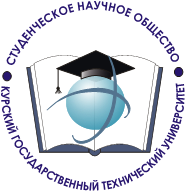 СТУДЕНЧЕСКОЕ НАУЧНОЕ ОБЩЕСТВО
КУРСКИЙ ГОСУДАРСТВЕННЫЙ ТЕХНИЧЕСКИЙ УНИВЕРСИТЕТ